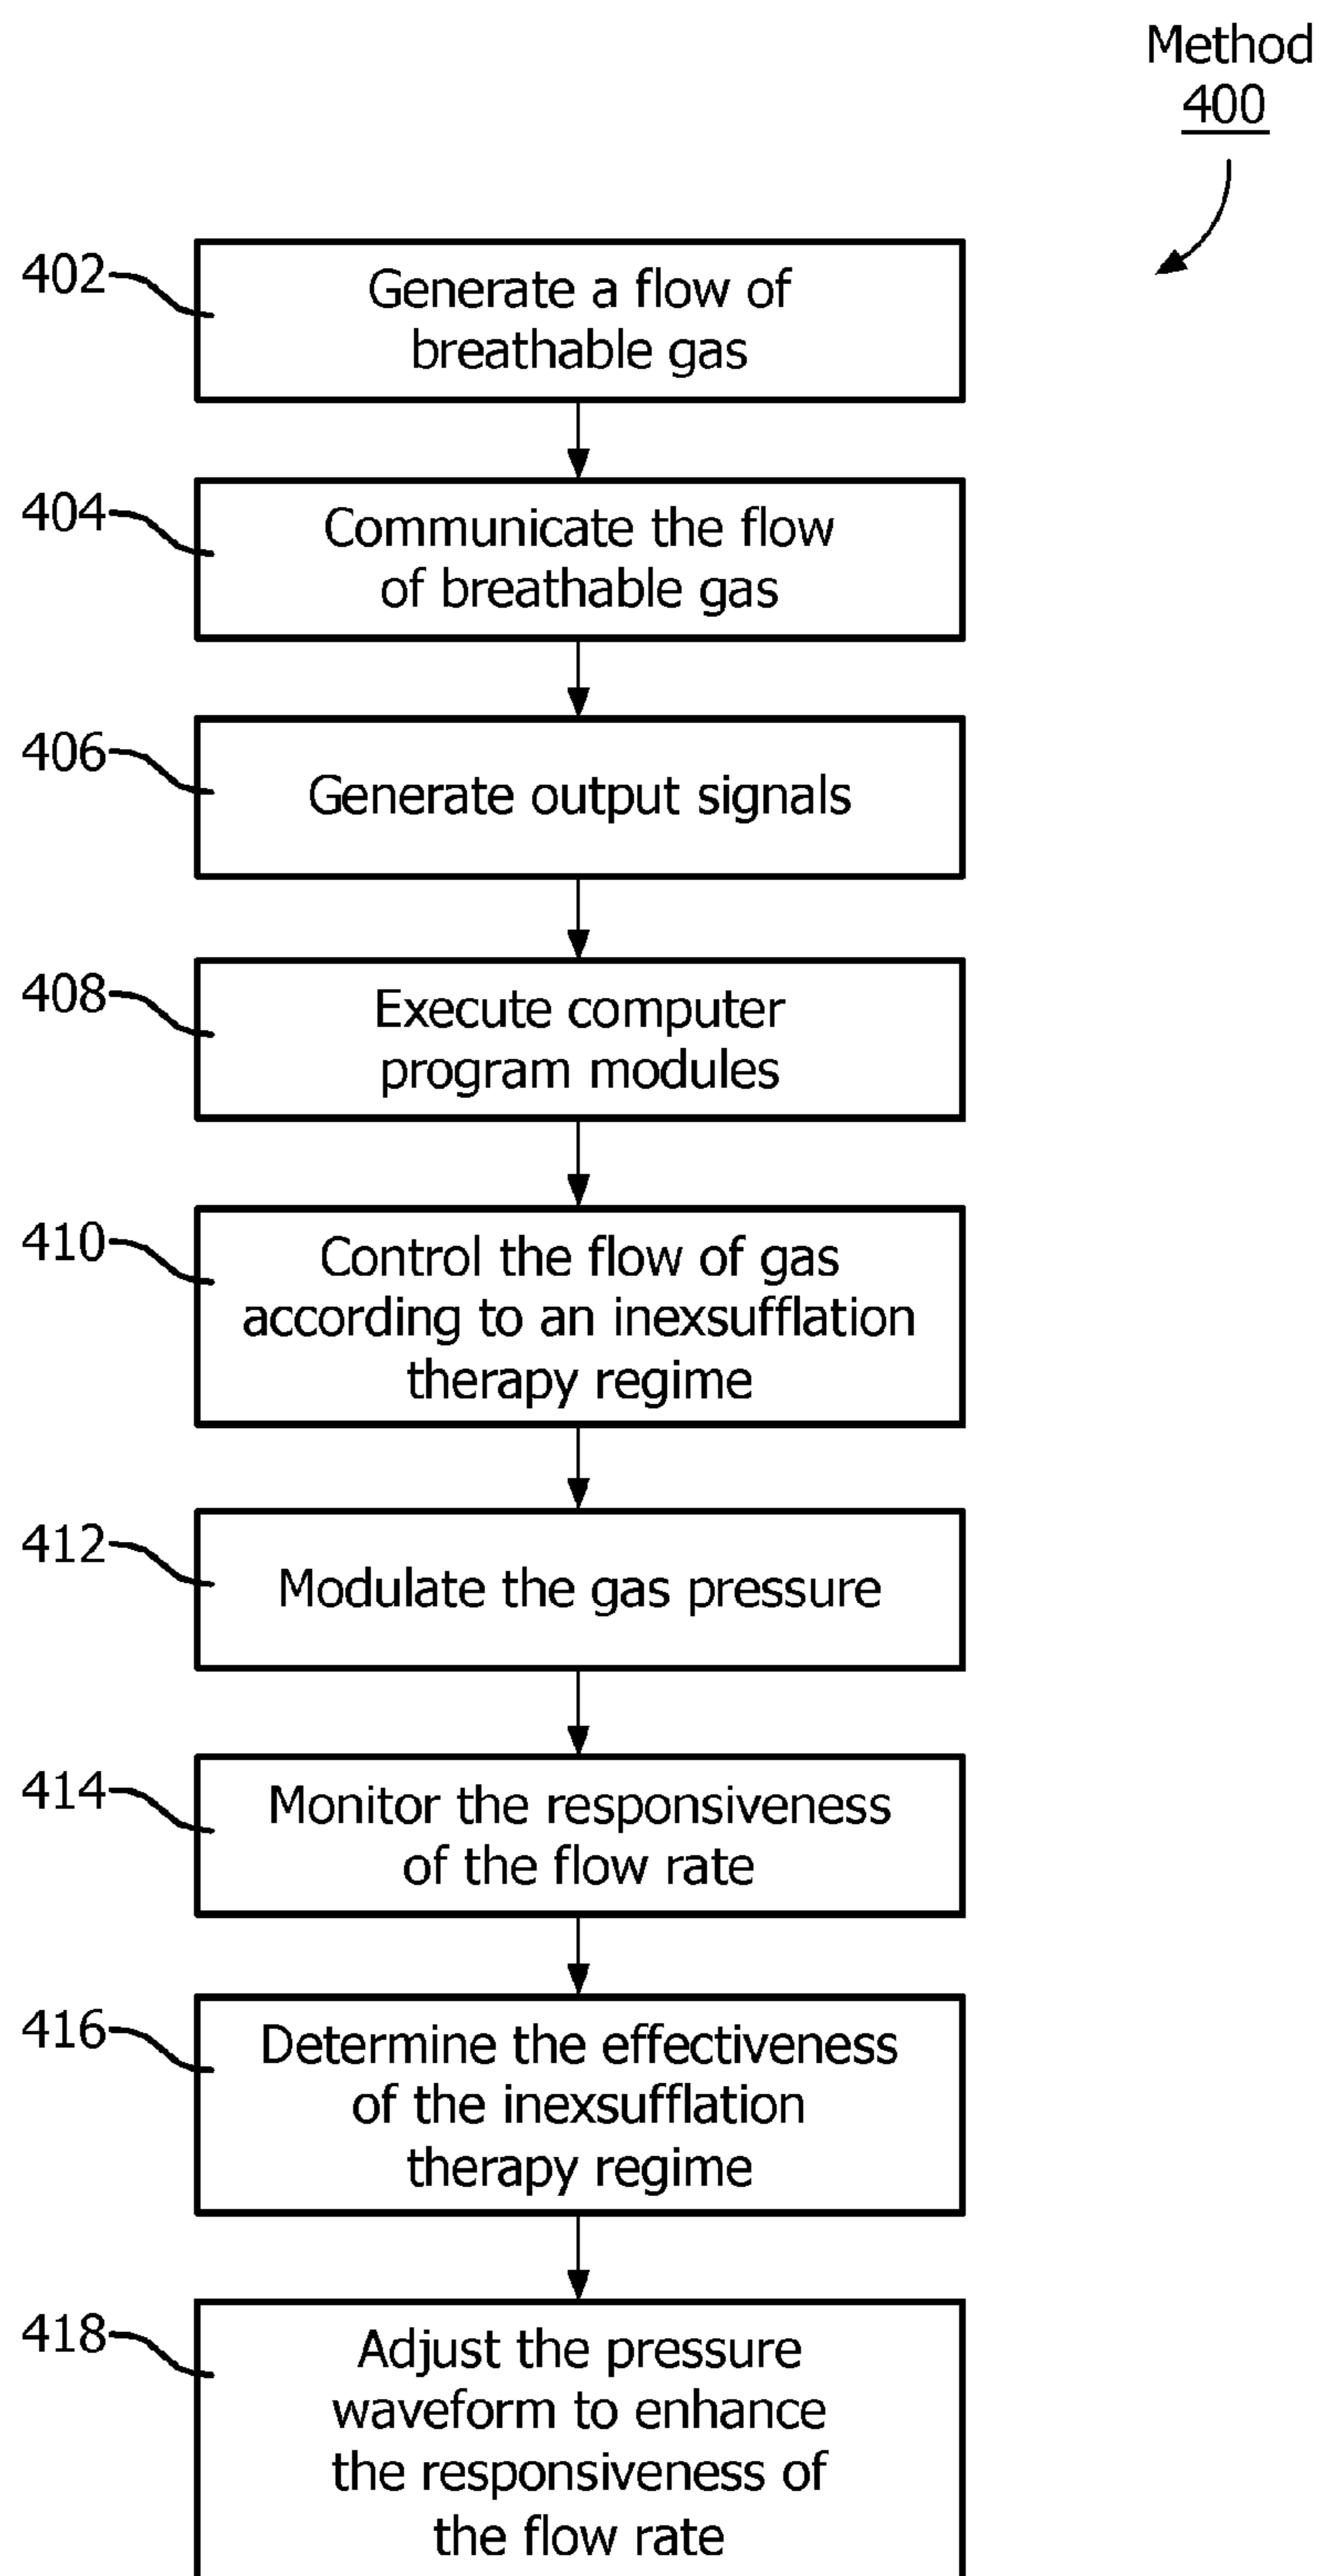 Method
400
402
Generate a flow of
breathable gas
404
Communicate the flow
of breathable gas
406
Generate output signals
408
Execute computer
program modules
410
Control the flow of gas
according to an inexsufflation
therapy regime
412
Modulate the gas pressure
414
Monitor the responsiveness
of the flow rate
416
Determine the effectiveness
of the inexsufflation
therapy regime
418
Adjust the pressure
waveform to enhance
the responsiveness of
the flow rate